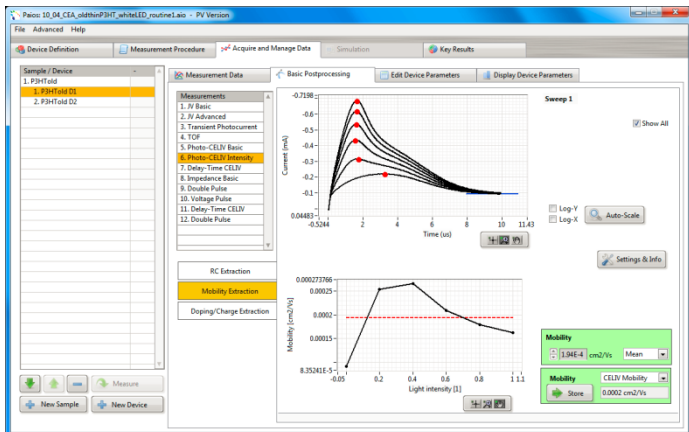 Paios: 10_04_CEA_oldthinP3HT_whiteLED_routine1.aio - PV Version
File Advanced Help
Device Definition
Measurement Procedure
Acquire and Manage Data
Simulation
Key Results
Sample / Device -
1. P3HTold
1. P3HTold D1
2. P3HTold D2
Measurement Data
Basic Postprocessing
Edit Device Parameters
Display Device Parameters
Measurements
1. JV Basic
2. JV Advanced
3. Transient Photocurrent
4. TOF
5. Photo-CELIV Basic
6. Photo-CELIV Intensity
7. Delay-Time CELIV
8. Impedance Basic
9. Double Pulse
10. Voltage Pulse
11. Delay-Time CELIV
12. Double Pulse
RC Extraction
Mobility Extraction
Doping/Charge Extraction
Current (mA)
-0.7198
-0.6
-0.5
-0.4
-0.3
-0.2
-0.1
0.04483
-0.5244 2 4 6 8 10 11.43
Time (us)
Sweep 1
Show All
Log-Y
Log-X
Auto-Scale
Settings & Info
Mobility [cm2/Vs]
0.000273766
0.00025
0.0002
0.00015
8.35241E-5
-0.05 0.2 0.4 0.6 0.8 1 1.1
Light intensity [1]
Mobility
1.94E-4 cm2/Vs Mean
Mobility CELIV Mobility
Store 0.0002 cm2/Vs
Measure
New Sample
New Device